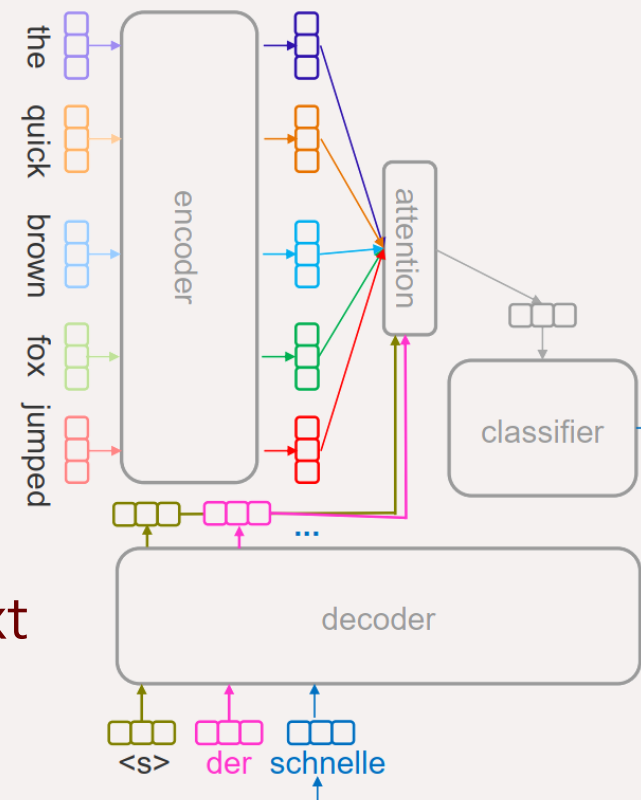 the
quick
brown
fox
jumped
encoder
attention
classifier
...
decoder
<s> der schnelle